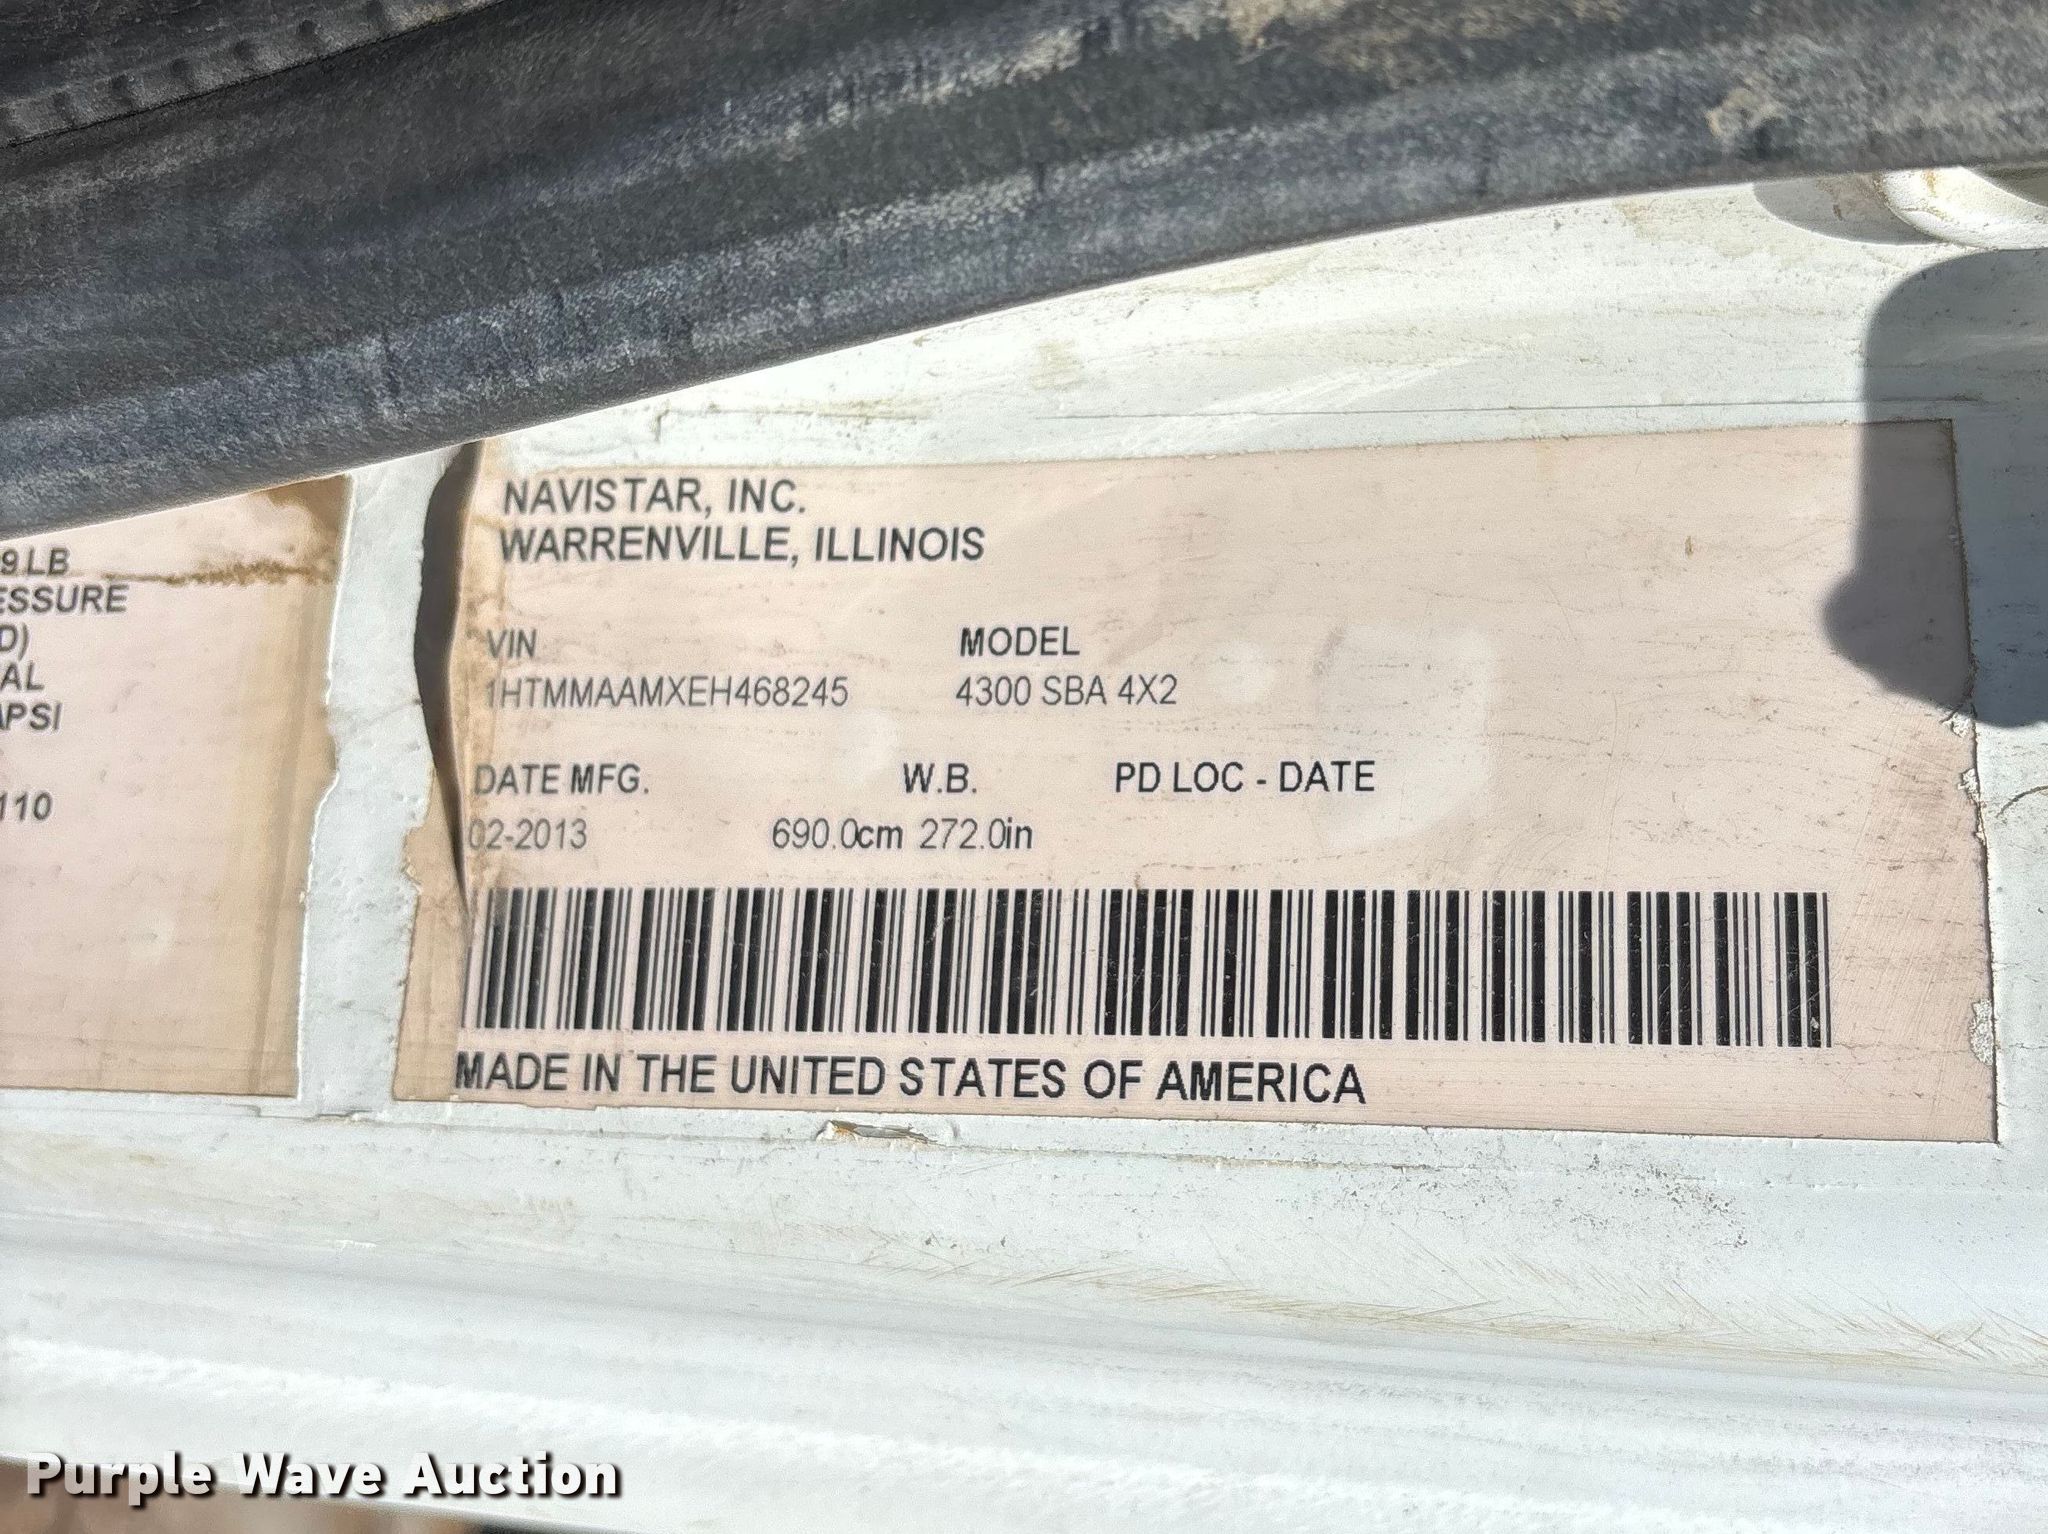 9 LB
ESSURE
D)
AL
APSI
110
NAVISTAR, INC.
WARRENVILLE, ILLINOIS
VIN MODEL
1HTMMAAMXEH468245 4300 SBA 4X2
DATE MFG. W.B. PD LOC - DATE
02-2013 690.0cm 272.0in
MADE IN THE UNITED STATES OF AMERICA
Purple Wave Auction